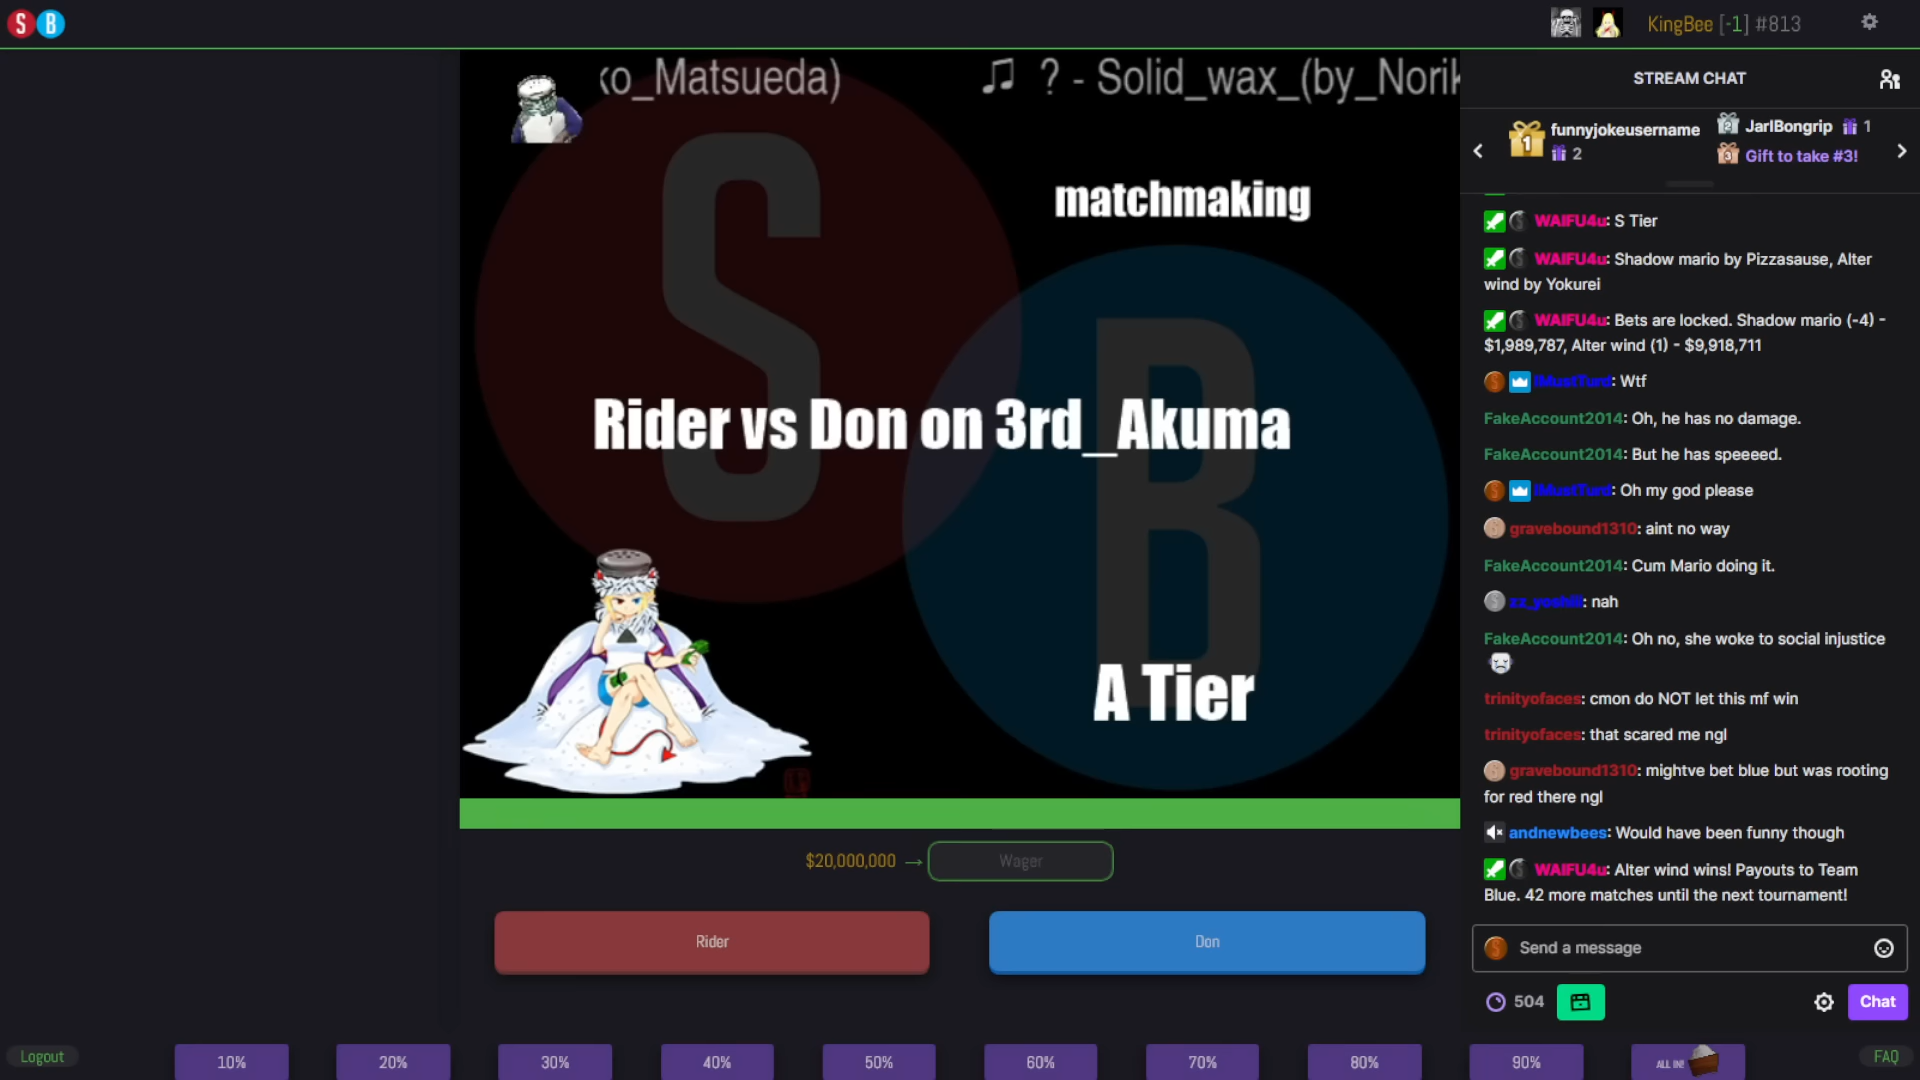 S B
KingBee [-1] #813
ko_Matsueda) ♫ ? - Solid_wax_(by_Norik
S
B
matchmaking
Rider vs Don on 3rd_Akuma
A Tier
$20,000,000 → Wager
Rider
Don
Logout
10%
20%
30%
40%
50%
60%
70%
80%
90%
ALL IN!
FAQ
STREAM CHAT
1 funnyjokeusername
2
2 JarlBongrip 1
3 Gift to take #3!
WAIFU4u: S Tier
WAIFU4u: Shadow mario by Pizzasause, Alter
wind by Yokurei
WAIFU4u: Bets are locked. Shadow mario (-4) -
$1,989,787, Alter wind (1) - $9,918,711
IMustTurd: Wtf
FakeAccount2014: Oh, he has no damage.
FakeAccount2014: But he has speeeed.
IMustTurd: Oh my god please
gravebound1310: aint no way
FakeAccount2014: Cum Mario doing it.
: nah
FakeAccount2014: Oh no, she woke to social injustice
trinityofaces: cmon do NOT let this mf win
trinityofaces: that scared me ngl
gravebound1310: mightve bet blue but was rooting
for red there ngl
andnewbees: Would have been funny though
WAIFU4u: Alter wind wins! Payouts to Team
Blue. 42 more matches until the next tournament!
Send a message
504
Chat